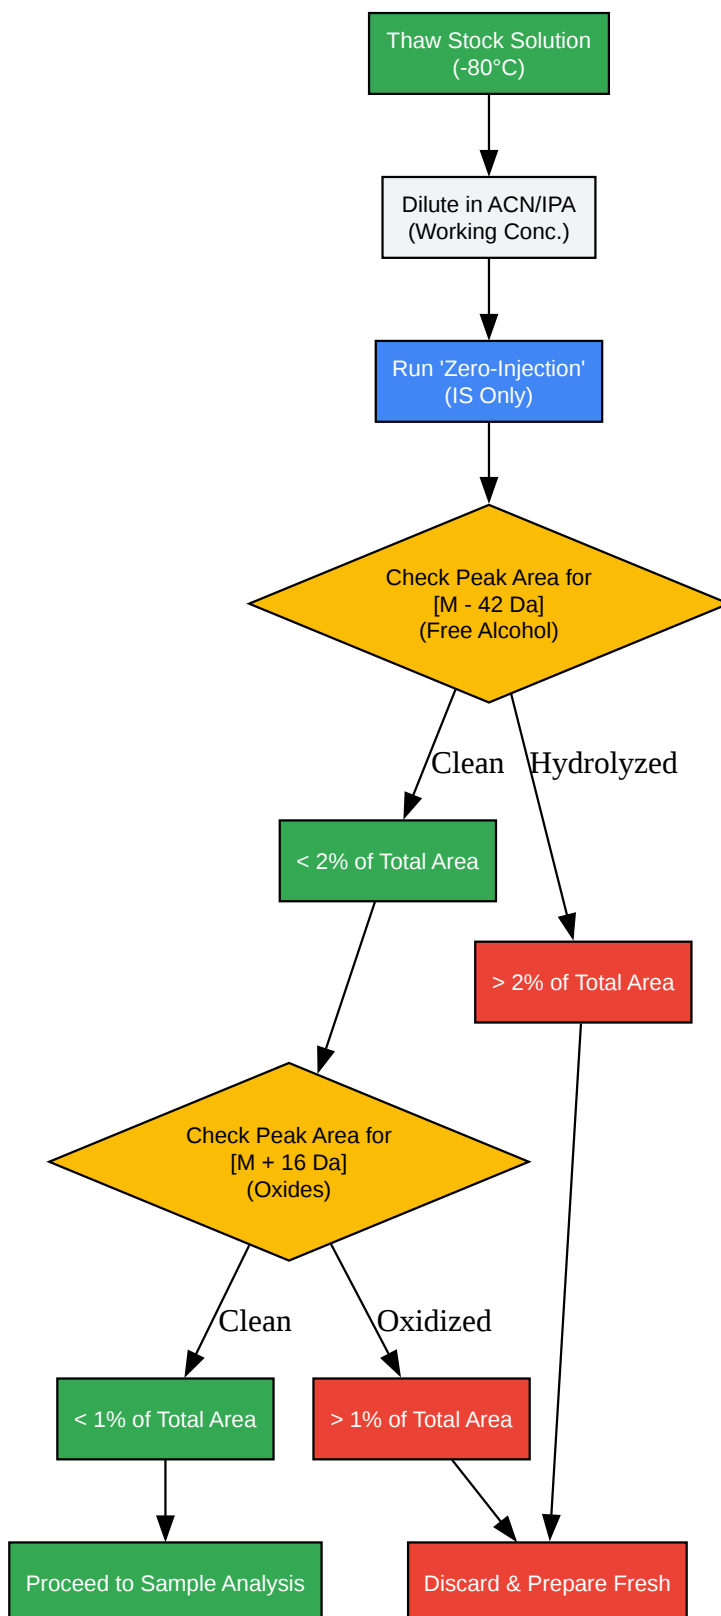 Thaw Stock Solution
(-80°C)
Dilute in ACN/IPA
(Working Conc.)
Run 'Zero-Injection'
(IS Only)
Check Peak Area for
[M - 42 Da]
(Free Alcohol)
Clean
Hydrolyzed
< 2% of Total Area
> 2% of Total Area
Check Peak Area for
[M + 16 Da]
(Oxides)
Clean
Oxidized
< 1% of Total Area
> 1% of Total Area
Proceed to Sample Analysis
Discard & Prepare Fresh